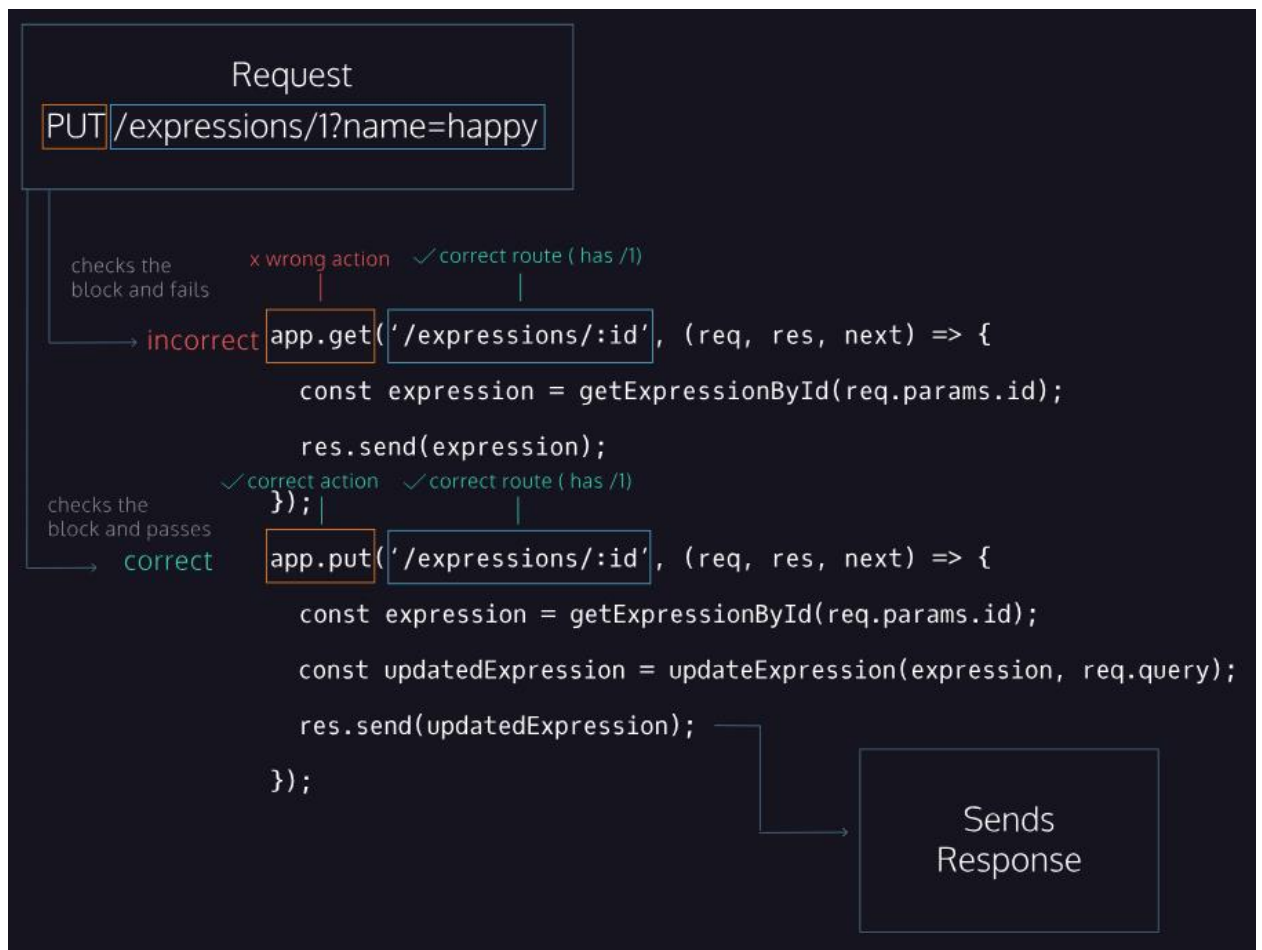 Request
PUT /expressions/1?name=happy
checks the
block and fails
x wrong action ✓ correct route ( has /1)
incorrect app.get(‘/expressions/:id’, (req, res, next) => {
const expression = getExpressionById(req.params.id);
res.send(expression);
✓ correct action ✓ correct route ( has /1)
});
checks the
block and passes
correct app.put(‘/expressions/:id’, (req, res, next) => {
const expression = getExpressionById(req.params.id);
const updatedExpression = updateExpression(expression, req.query);
res.send(updatedExpression);
});
Sends
Response